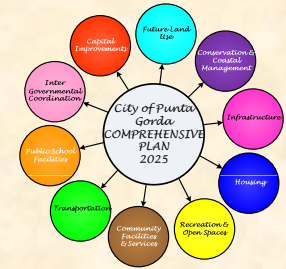 Future Land
Use
Capital
Improvements
Conservation &
Coastal
Management
Inter
Governmental
Coordination
City of Punta
Gorda
COMPREHENSIVE
PLAN
2025
Infrastructure
Public School
Facilities
Housing
Transportation
Recreation &
Open Spaces
Community
Facilities
& Services